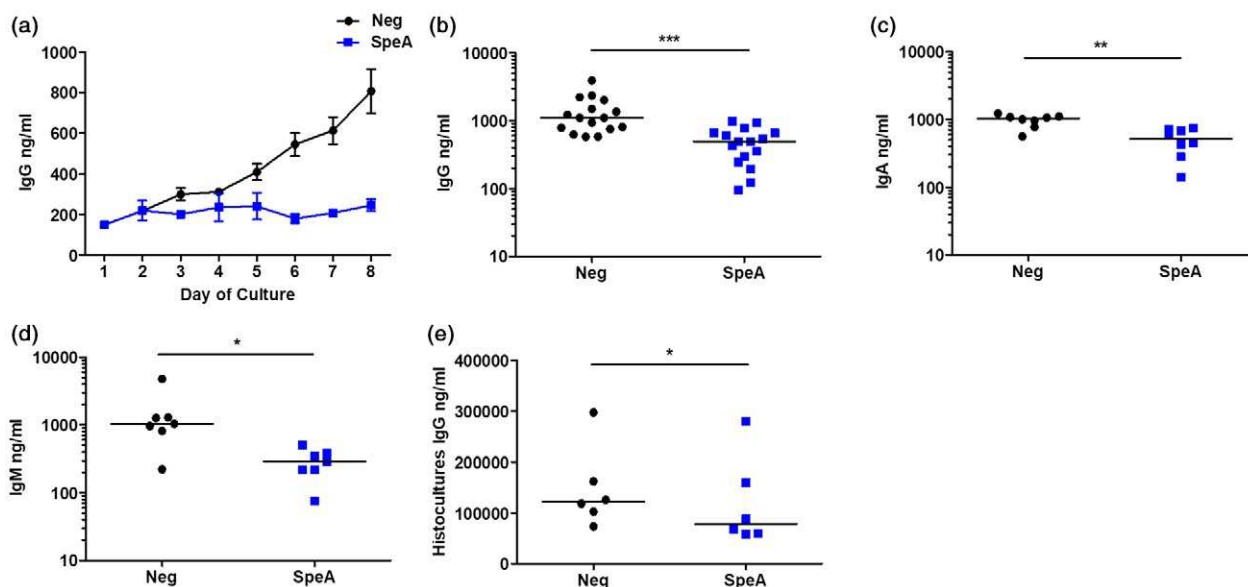 (a)
Neg
SpeA
1000
800
600
400
200
0
IgG ng/ml
1 2 3 4 5 6 7 8
Day of Culture
(b)
***
10000
1000
100
10
IgG ng/ml
Neg SpeA
(c)
**
10000
1000
100
10
IgA ng/ml
Neg SpeA
(d)
*
10000
1000
100
10
IgM ng/ml
Neg SpeA
(e)
*
400000
300000
200000
100000
0
Histocultures IgG ng/ml
Neg SpeA